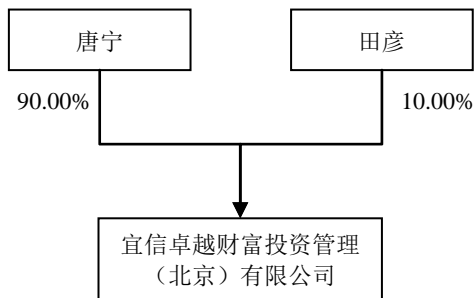 唐宁
田彦
90.00%
10.00%
宜信卓越财富投资管理
（北京）有限公司